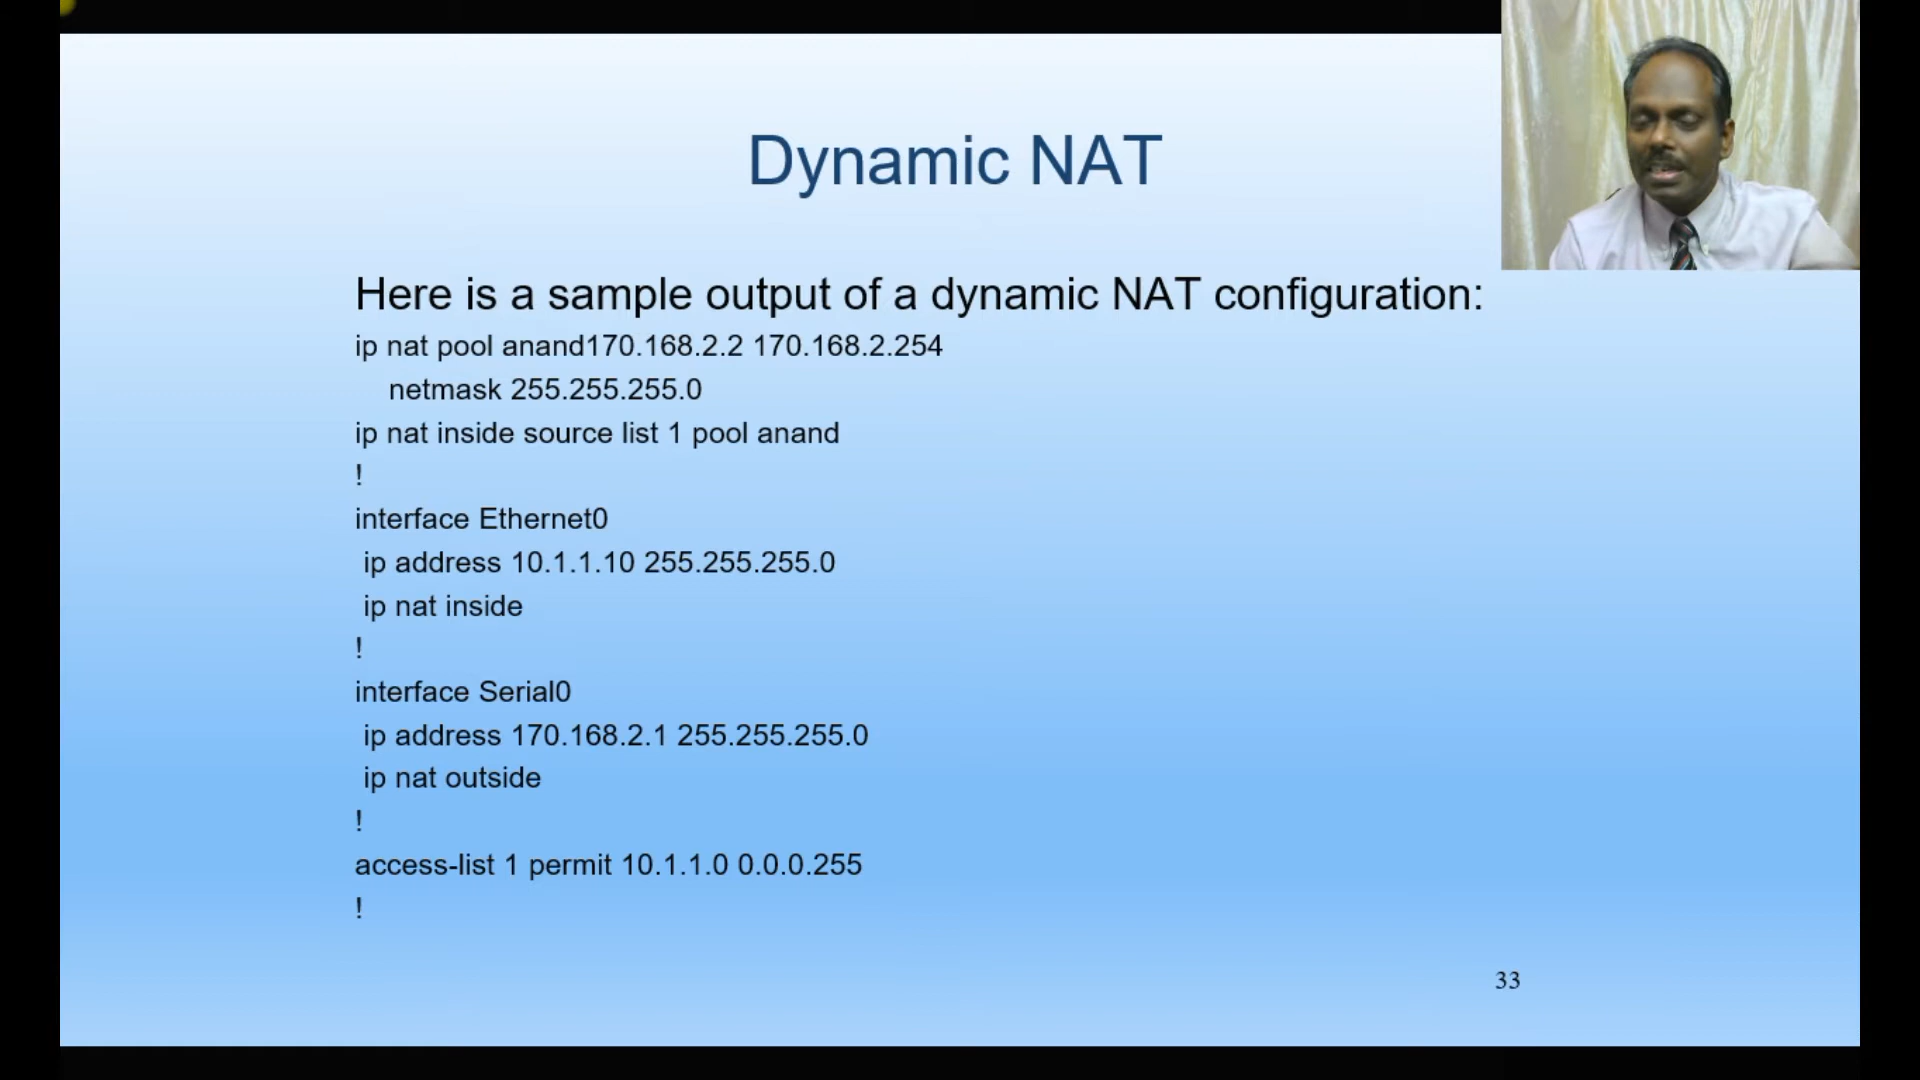 Dynamic NAT
Here is a sample output of a dynamic NAT configuration:
ip nat pool anand170.168.2.2 170.168.2.254
netmask 255.255.255.0
ip nat inside source list 1 pool anand
!
interface Ethernet0
ip address 10.1.1.10 255.255.255.0
ip nat inside
!
interface Serial0
ip address 170.168.2.1 255.255.255.0
ip nat outside
!
access-list 1 permit 10.1.1.0 0.0.0.255
!
33